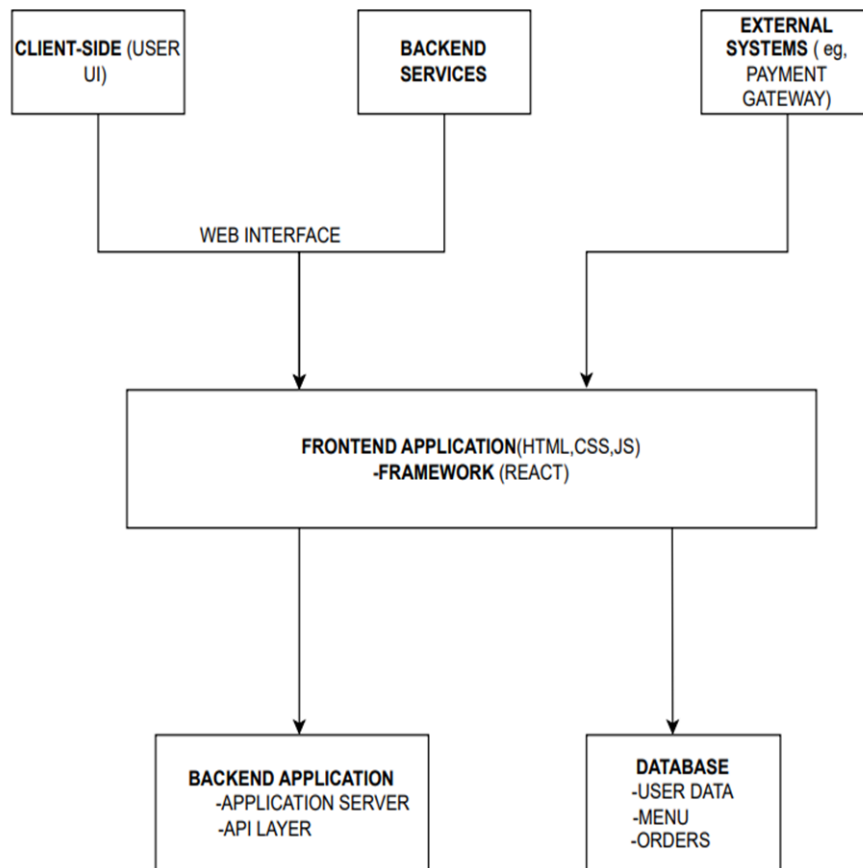 CLIENT-SIDE (USER
UI)
BACKEND
SERVICES
EXTERNAL
SYSTEMS ( eg,
PAYMENT
GATEWAY)
WEB INTERFACE
FRONTEND APPLICATION(HTML,CSS,JS)
-FRAMEWORK (REACT)
BACKEND APPLICATION
-APPLICATION SERVER
-API LAYER
DATABASE
-USER DATA
-MENU
-ORDERS